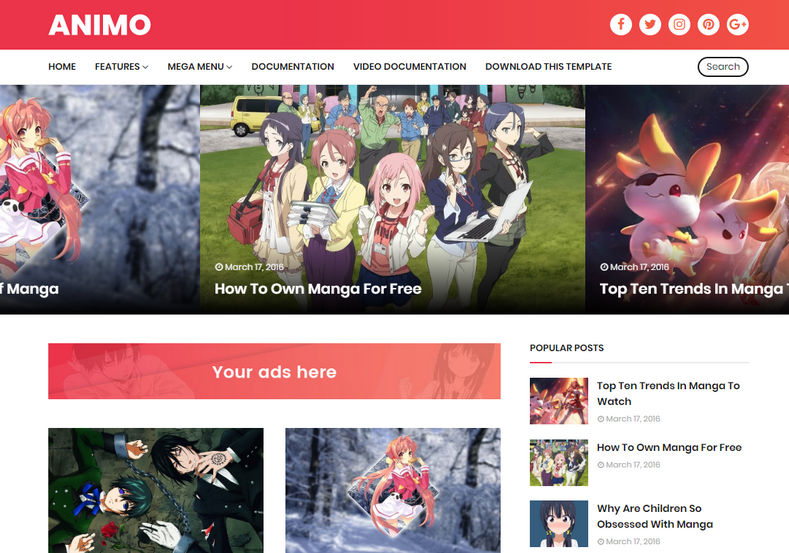 ANIMO
HOME FEATURES MEGA MENU DOCUMENTATION VIDEO DOCUMENTATION DOWNLOAD THIS TEMPLATE Search
March 17, 2016
March 17, 2016
f Manga
How To Own Manga For Free
Top Ten Trends In Manga T
Your ads here
POPULAR POSTS
Top Ten Trends In Manga To
Watch
March 17, 2016
How To Own Manga For Free
March 17, 2016
Why Are Children So
Obsessed With Manga
March 17, 2016